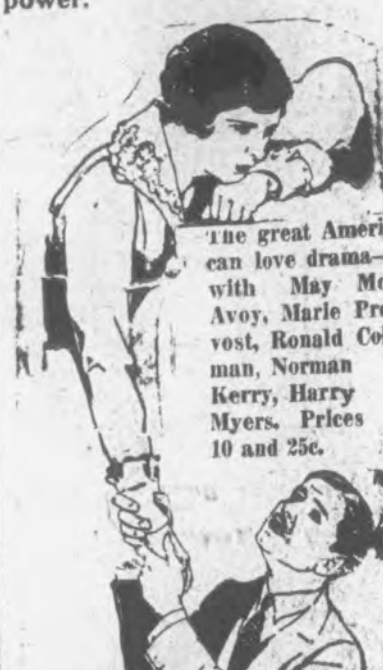 power.
The great Ameri
can love drama—
with May Mc
Avoy, Marie Pre
vost, Ronald Col
man, Norman
Kerry, Harry
Myers. Prices
10 and 25c.